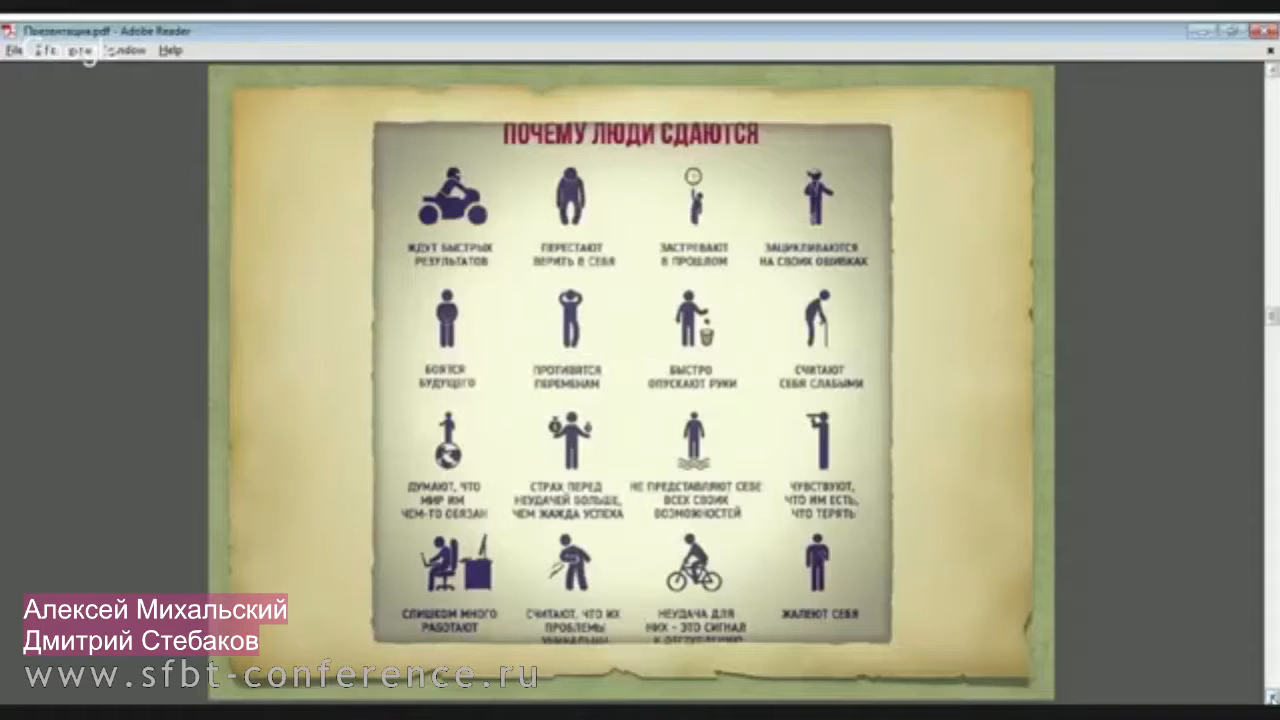 Презентация.pdf - Adobe Reader
File
Window Help
ПОЧЕМУ ЛЮДИ СДАЮТСЯ
ЖДУТ БЫСТРЫХ
РЕЗУЛЬТАТОВ
ПЕРЕСТАЮТ
ВЕРИТЬ В СЕБЯ
ЗАСТРЕВАЮТ
В ПРОШЛОМ
ЗАЦИКЛИВАЮТСЯ
НА СВОИХ ОШИБКАХ
БОЯТСЯ
БУДУЩЕГО
ПРОТИВЯТСЯ
ПЕРЕМЕНАМ
БЫСТРО
ОПУСКАЮТ РУКИ
СЧИТАЮТ
СЕБЯ СЛАБЫМИ
ДУМАЮТ, ЧТО
МИР ИМ
ЧЕМ-ТО ОБЯЗАН
СТРАХ ПЕРЕД
НЕУДАЧЕЙ БОЛЬШЕ,
ЧЕМ ЖАЖДА УСПЕХА
НЕ ПРЕДСТАВЛЯЮТ СЕБЕ
ВСЕХ СВОИХ
ВОЗМОЖНОСТЕЙ
ЧУВСТВУЮТ,
ЧТО ИМ ЕСТЬ,
ЧТО ТЕРЯТЬ
СЛИШКОМ МНОГО
РАБОТАЮТ
СЧИТАЮТ, ЧТО ИХ
ПРОБЛЕМЫ
УНИКАЛЬНЫ
НЕУДАЧА ДЛЯ
НИХ - ЭТО СИГНАЛ
К ОТСТУПЛЕНИЮ
ЖАЛЕЮТ СЕБЯ
Алексей Михальский
Дмитрий Стебаков
www.sfbt-conference.ru